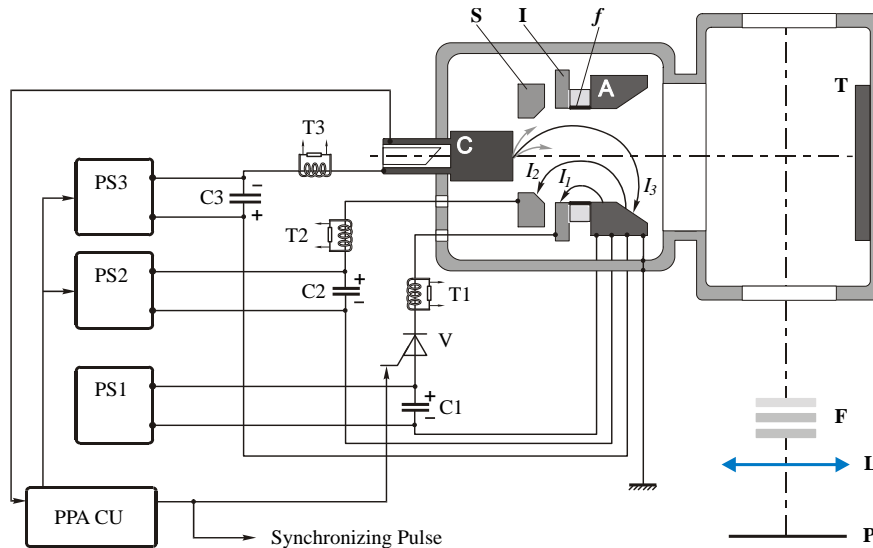 S I f
A
T
C
T3
PS3
C3
-
+
I2
I1
I3
T2
PS2
C2
+
-
T1
V
PS1
C1
+
-
F
L
PPA CU
Synchronizing Pulse
P